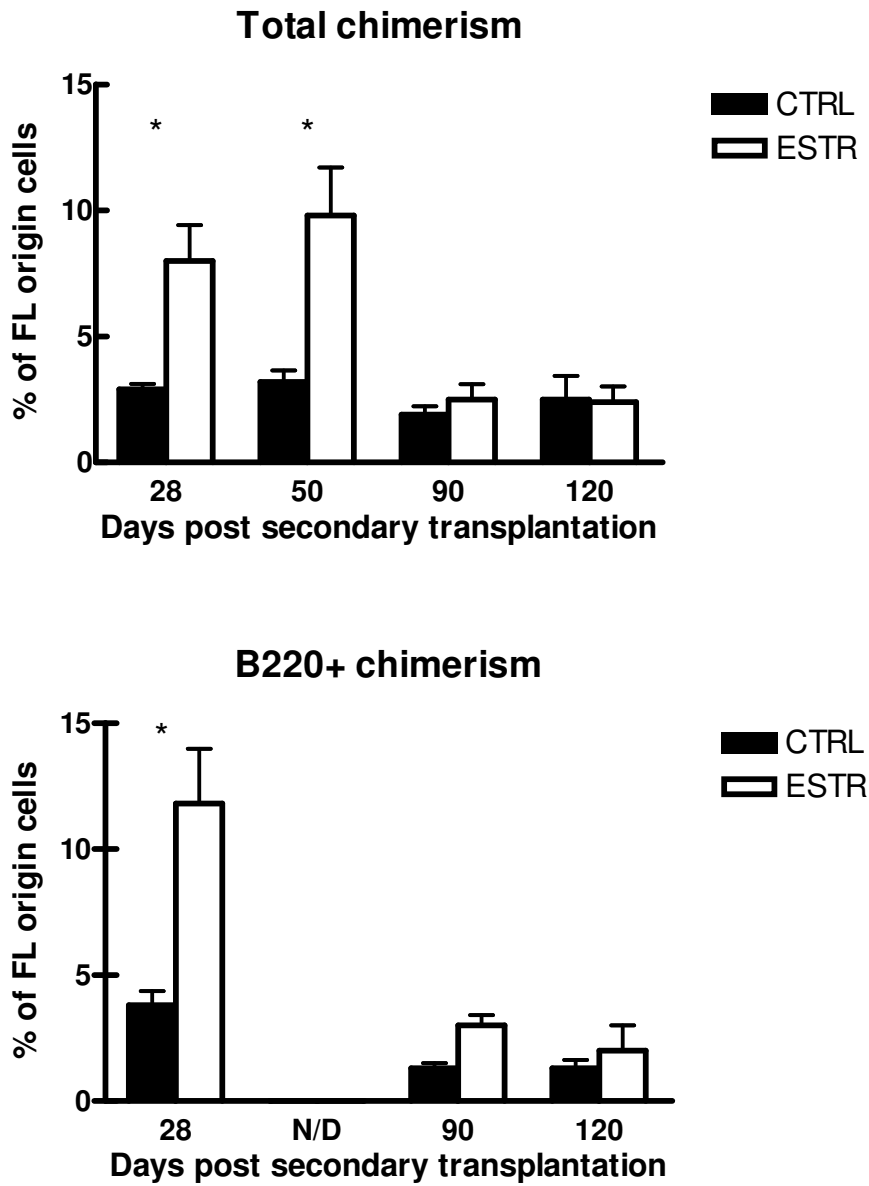 Total chimerism
15
10
5
0
% of FL origin cells
* *
CTRL
ESTR
28 50 90 120
Days post secondary transplantation
B220+ chimerism
15
10
5
0
% of FL origin cells
*
CTRL
ESTR
28 N/D 90 120
Days post secondary transplantation